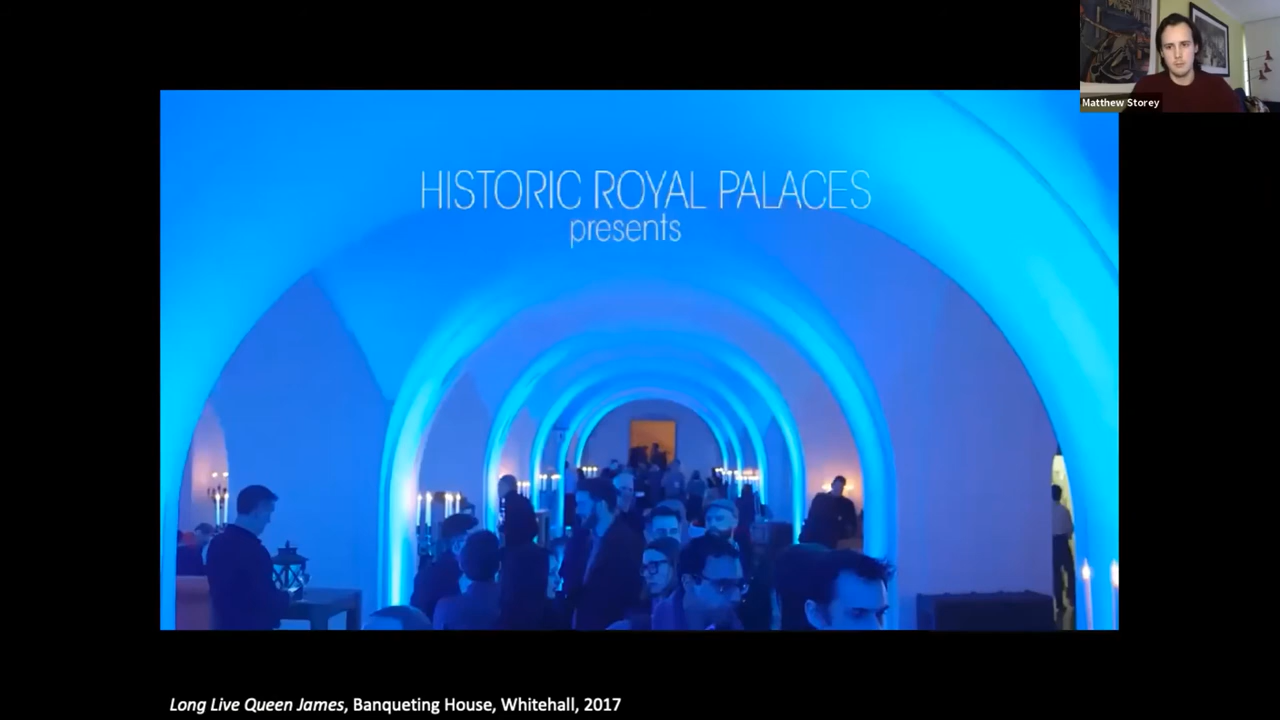 Matthew Storey
HISTORIC ROYAL PALACES
presents
Long Live Queen James, Banqueting House, Whitehall, 2017